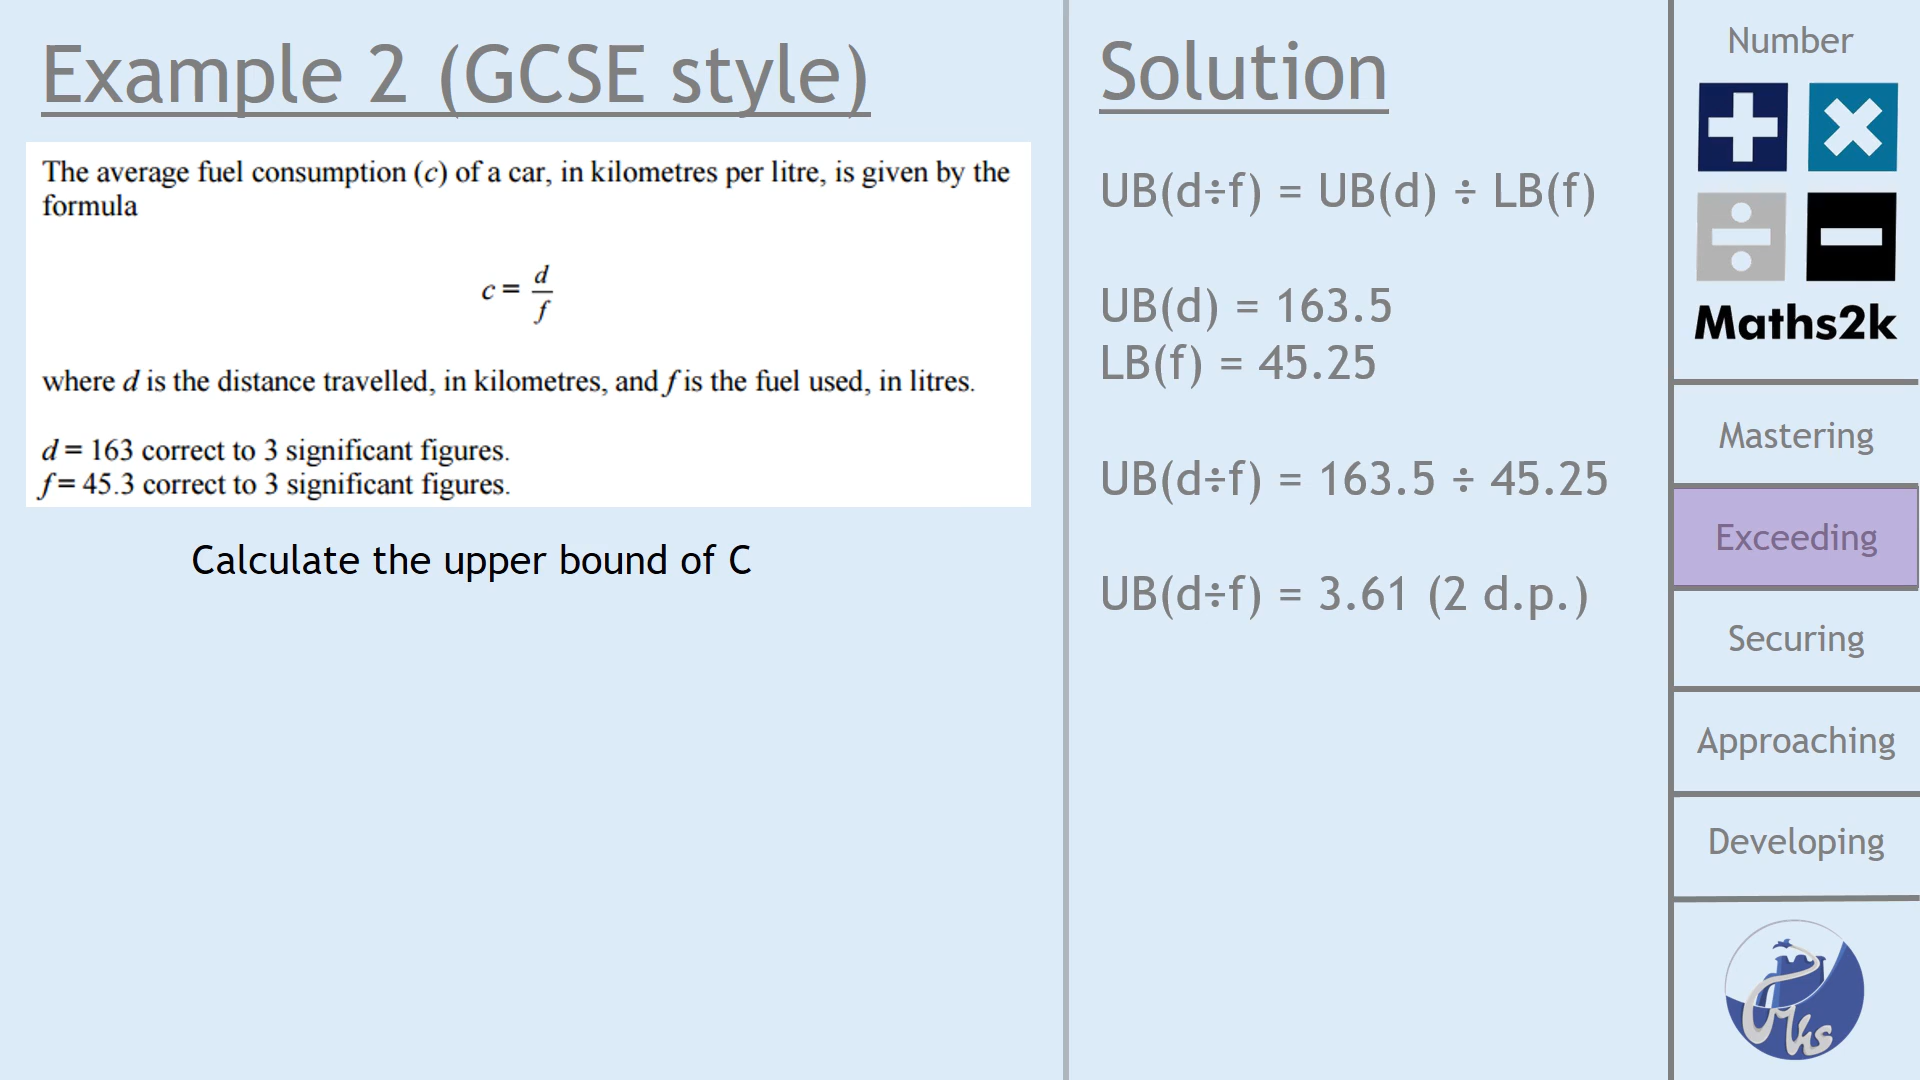 Example 2 (GCSE style)
The average fuel consumption (c) of a car, in kilometres per litre, is given by the
formula
c = d/f
where d is the distance travelled, in kilometres, and f is the fuel used, in litres.
d = 163 correct to 3 significant figures.
f = 45.3 correct to 3 significant figures.
Calculate the upper bound of C
Solution
UB(d÷f) = UB(d) ÷ LB(f)
UB(d) = 163.5
LB(f) = 45.25
UB(d÷f) = 163.5 ÷ 45.25
UB(d÷f) = 3.61 (2 d.p.)
Number
Maths2k
Mastering
Exceeding
Securing
Approaching
Developing